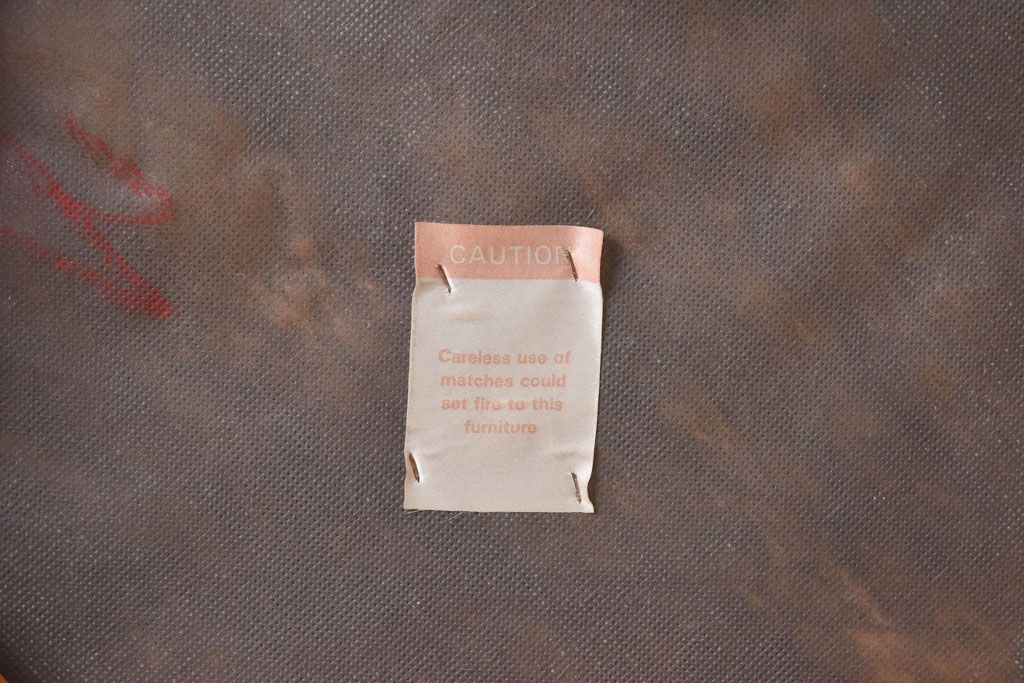 CAUTION
Careless use of
matches could
set fire to this
furniture